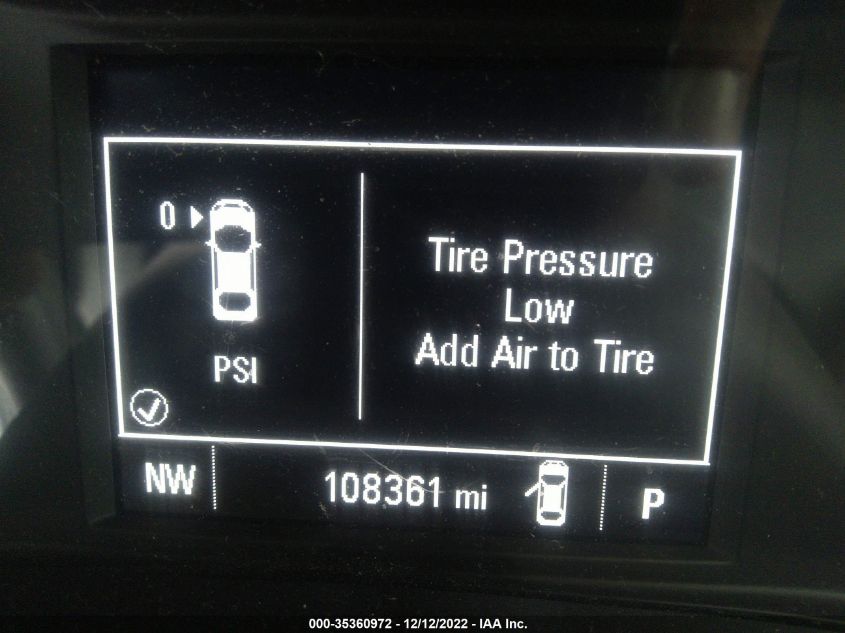 0
PSI
Tire Pressure
Low
Add Air to Tire
NW
108361 mi
P
000-35360972 - 12/12/2022 - IAA Inc.